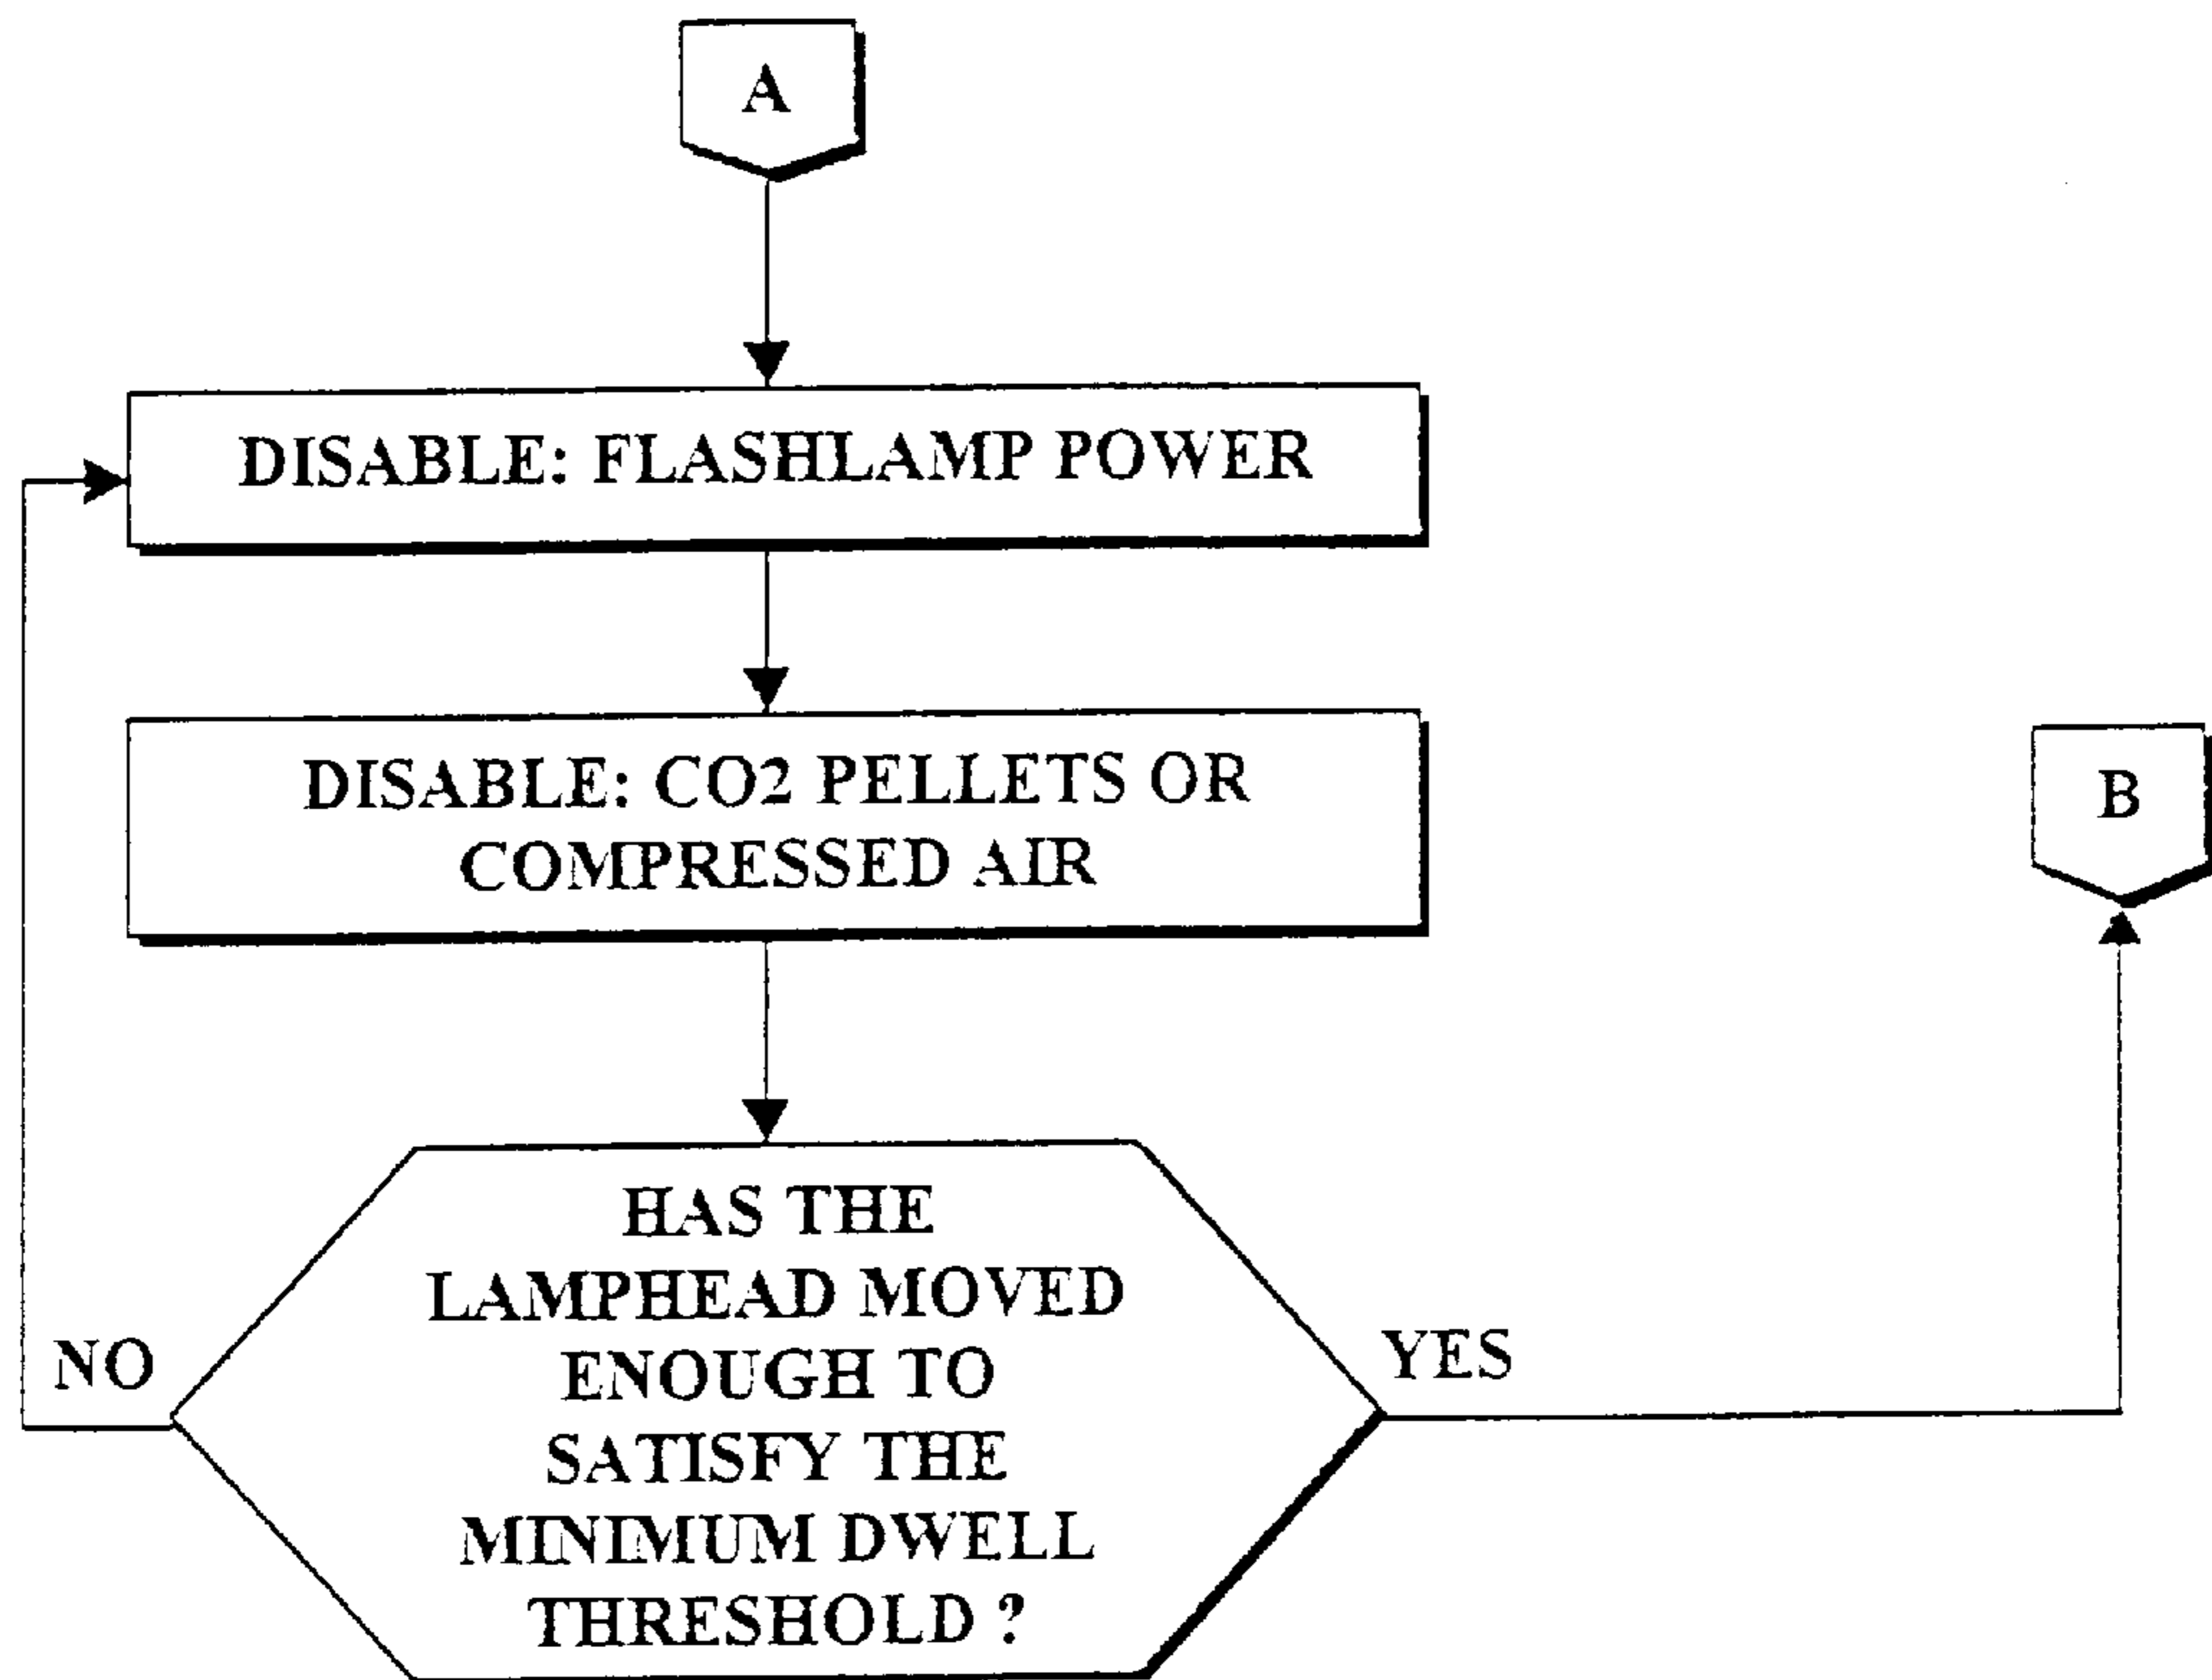 A
DISABLE: FLASHLAMP POWER
DISABLE: CO2 PELLETS OR
COMPRESSED AIR
B
HAS THE
LAMPHEAD MOVED
ENOUGH TO
SATISFY THE
MINIMUM DWELL
THRESHOLD ?
NO
YES